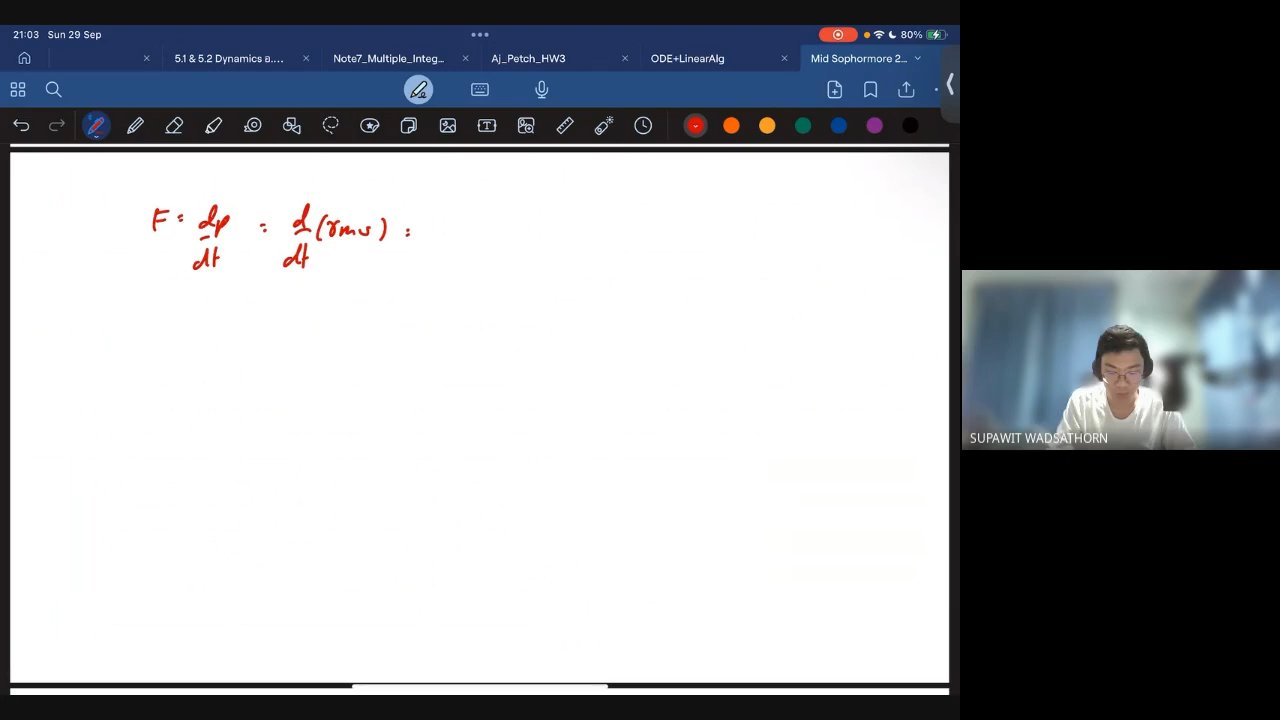 21:03 Sun 29 Sep
80%
5.1 & 5.2 Dynamics a....
Note7_Multiple_Integ...
Aj_Petch_HW3
ODE+LinearAlg
Mid Sophormore 2...
F = dp/dt = d/dt (γmv) =
SUPAWIT WADSATHORN